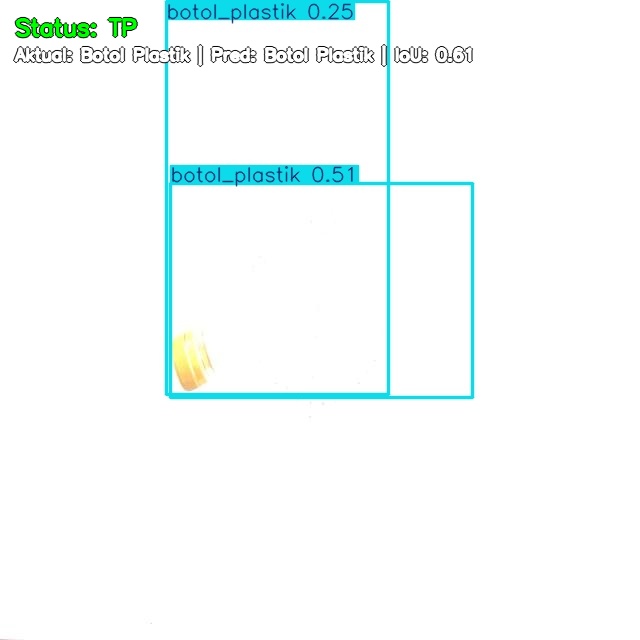 botol_plastik 0.25
Status: TP
Aktual: Botol Plastik | Pred: Botol Plastik | IoU: 0.61
botol_plastik 0.51